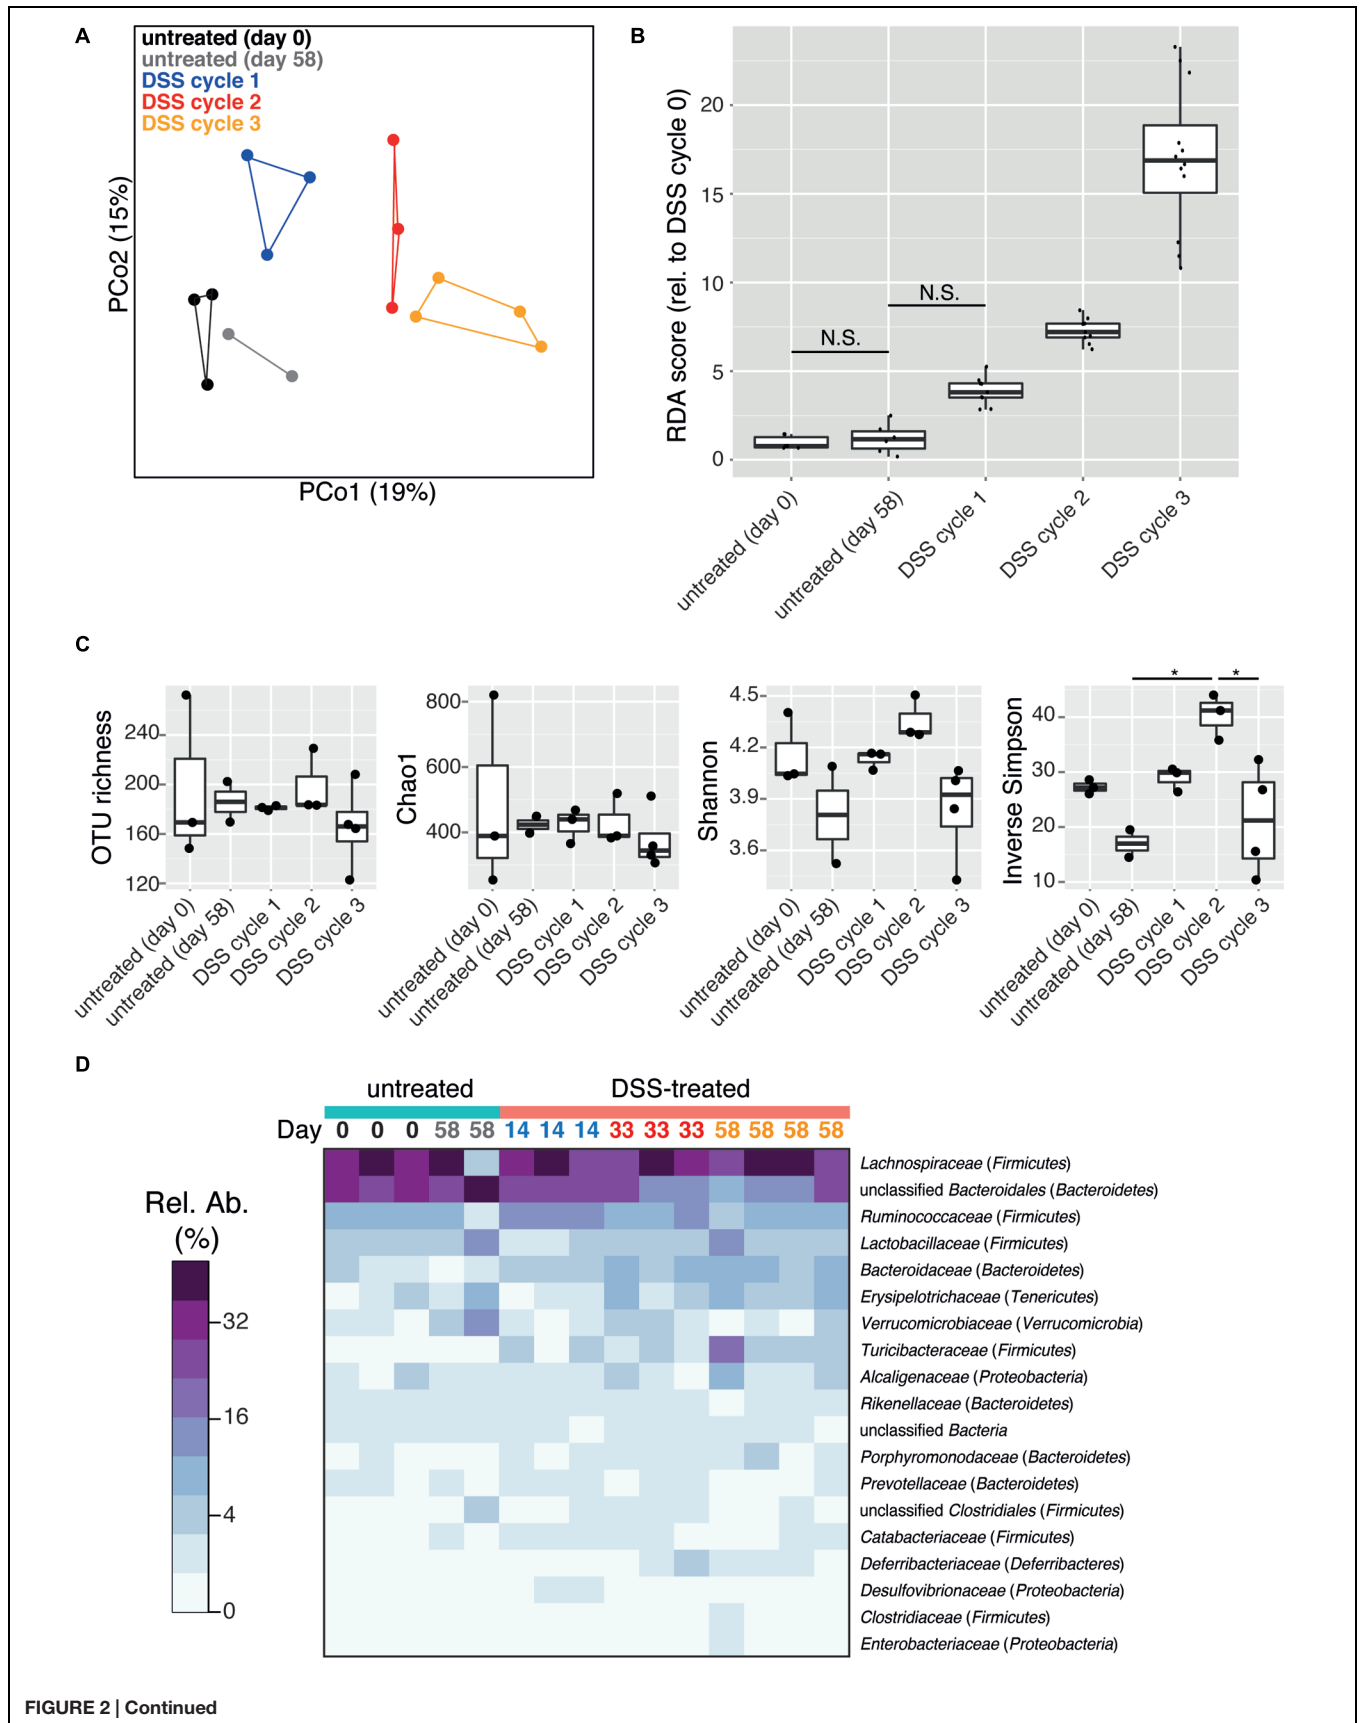 A
untreated (day 0)
untreated (day 58)
DSS cycle 1
DSS cycle 2
DSS cycle 3
PCo2 (15%)
PCo1 (19%)
B
RDA score (rel. to DSS cycle 0)
20
15
10
5
0
N.S.
N.S.
untreated (day 0)
untreated (day 58)
DSS cycle 1
DSS cycle 2
DSS cycle 3
C
OTU richness
240
200
160
120
untreated (day 0)
untreated (day 58)
DSS cycle 1
DSS cycle 2
DSS cycle 3
Chao1
800
600
400
untreated (day 0)
untreated (day 58)
DSS cycle 1
DSS cycle 2
DSS cycle 3
Shannon
4.5
4.2
3.9
3.6
untreated (day 0)
untreated (day 58)
DSS cycle 1
DSS cycle 2
DSS cycle 3
Inverse Simpson
40
30
20
10
* *
untreated (day 0)
untreated (day 58)
DSS cycle 1
DSS cycle 2
DSS cycle 3
D
untreated DSS-treated
Day 0 0 0 58 58 14 14 14 33 33 33 58 58 58 58
Rel. Ab.
(%)
32
16
4
0
Lachnospiraceae (Firmicutes)
unclassified Bacteroidales (Bacteroidetes)
Ruminococcaceae (Firmicutes)
Lactobacillaceae (Firmicutes)
Bacteroidaceae (Bacteroidetes)
Erysipelotrichaceae (Tenericutes)
Verrucomicrobiaceae (Verrucomicrobia)
Turicibacteraceae (Firmicutes)
Alcaligenaceae (Proteobacteria)
Rikenellaceae (Bacteroidetes)
unclassified Bacteria
Porphyromonodaceae (Bacteroidetes)
Prevotellaceae (Bacteroidetes)
unclassified Clostridiales (Firmicutes)
Catabacteriaceae (Firmicutes)
Deferribacteriaceae (Deferribacteres)
Desulfovibrionaceae (Proteobacteria)
Clostridiaceae (Firmicutes)
Enterobacteriaceae (Proteobacteria)
FIGURE 2 | Continued